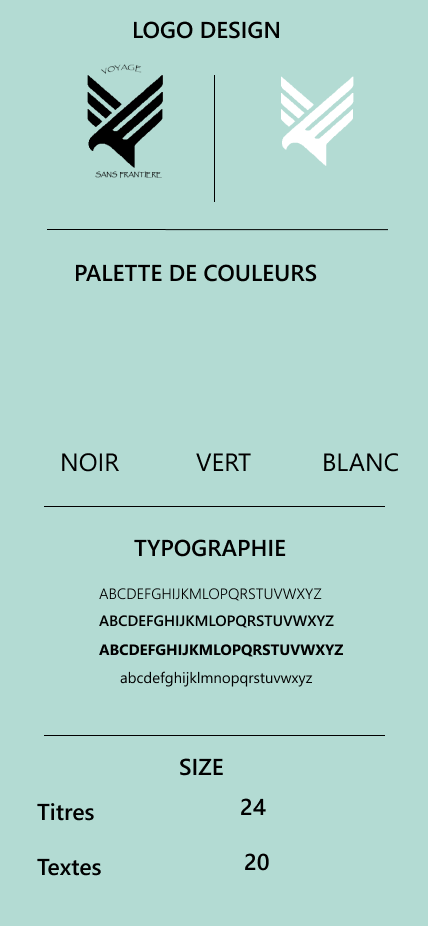 LOGO DESIGN
VOYAGE
SANS FRANTIERE
PALETTE DE COULEURS
NOIR VERT BLANC
TYPOGRAPHIE
ABCDEFGHIJKMLOPQRSTUVWXYZ
ABCDEFGHIJKMLOPQRSTUVWXYZ
ABCDEFGHIJKMLOPQRSTUVWXYZ
abcdefghijklmnopqrstuvwxyz
SIZE
Titres 24
Textes 20